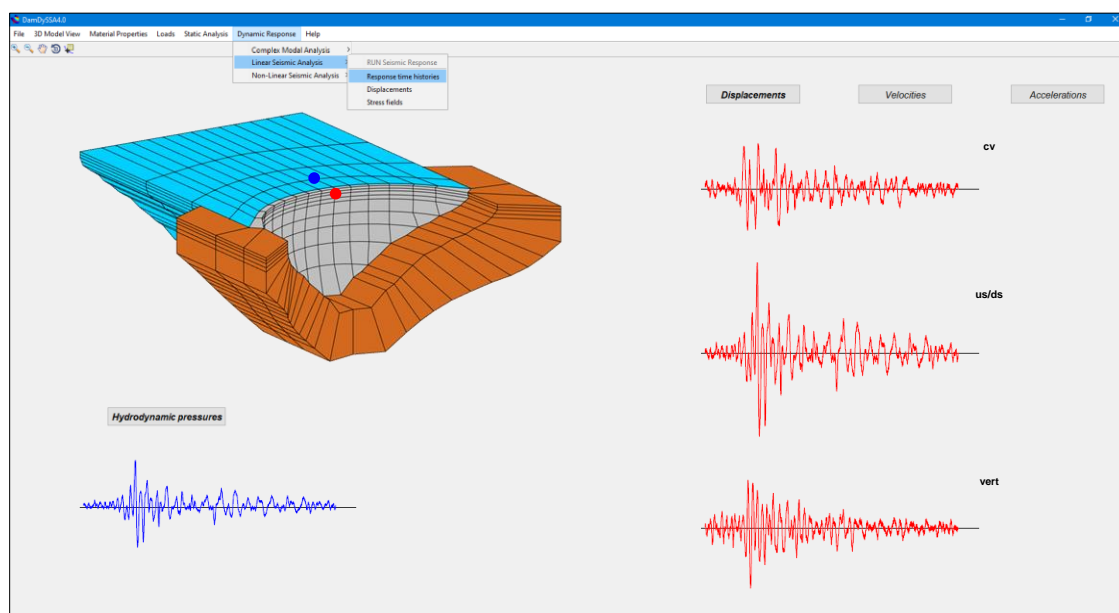 DamDySSA4.0
File 3D Model View Material Properties Loads Static Analysis Dynamic Response Help
Complex Modal Analysis
Linear Seismic Analysis
Non-Linear Seismic Analysis
RUN Seismic Response
Response time histories
Displacements
Stress fields
Displacements Velocities Accelerations
cv
us/ds
vert
Hydrodynamic pressures